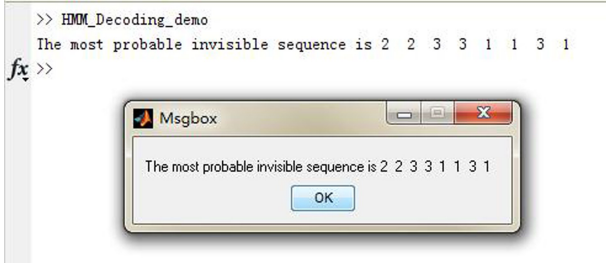 >> HMM_Decoding_demo
The most probable invisible sequence is 2 2 3 3 1 1 3 1
fx >>
Msgbox
The most probable invisible sequence is 2 2 3 3 1 1 3 1
OK